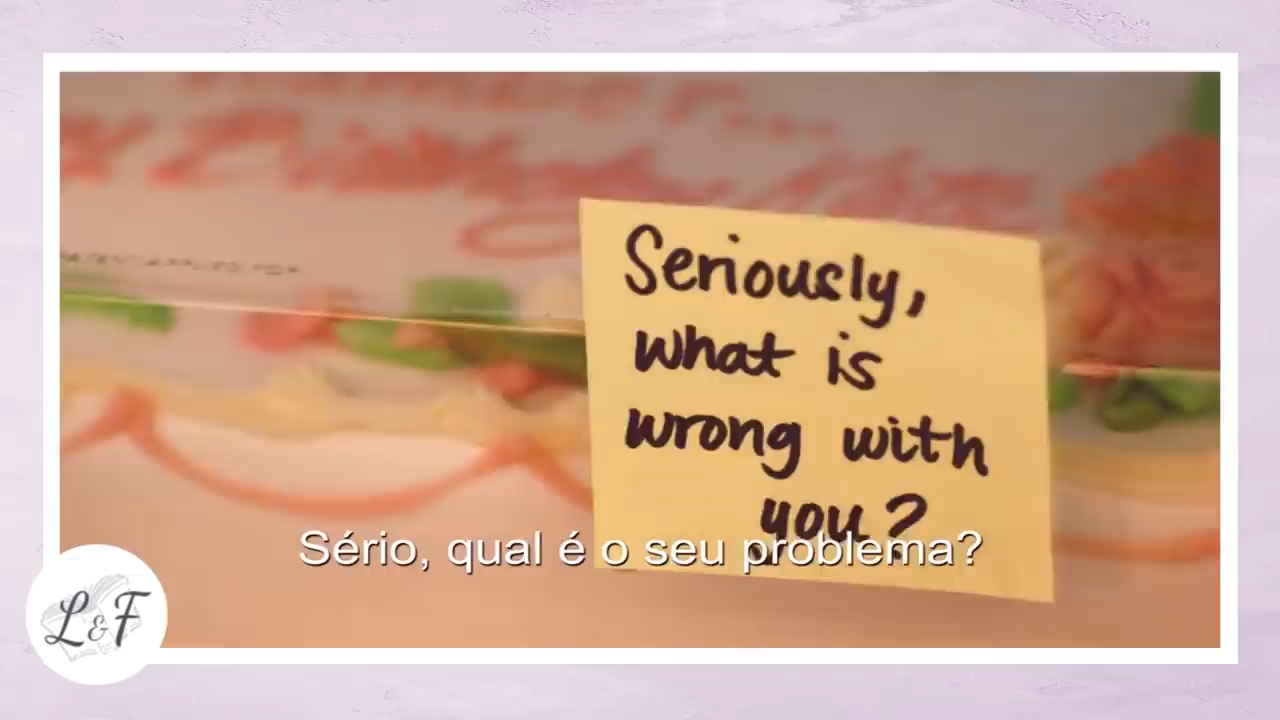 Seriously,
what is
wrong with
you?
Sério, qual é o seu problema?
L&F